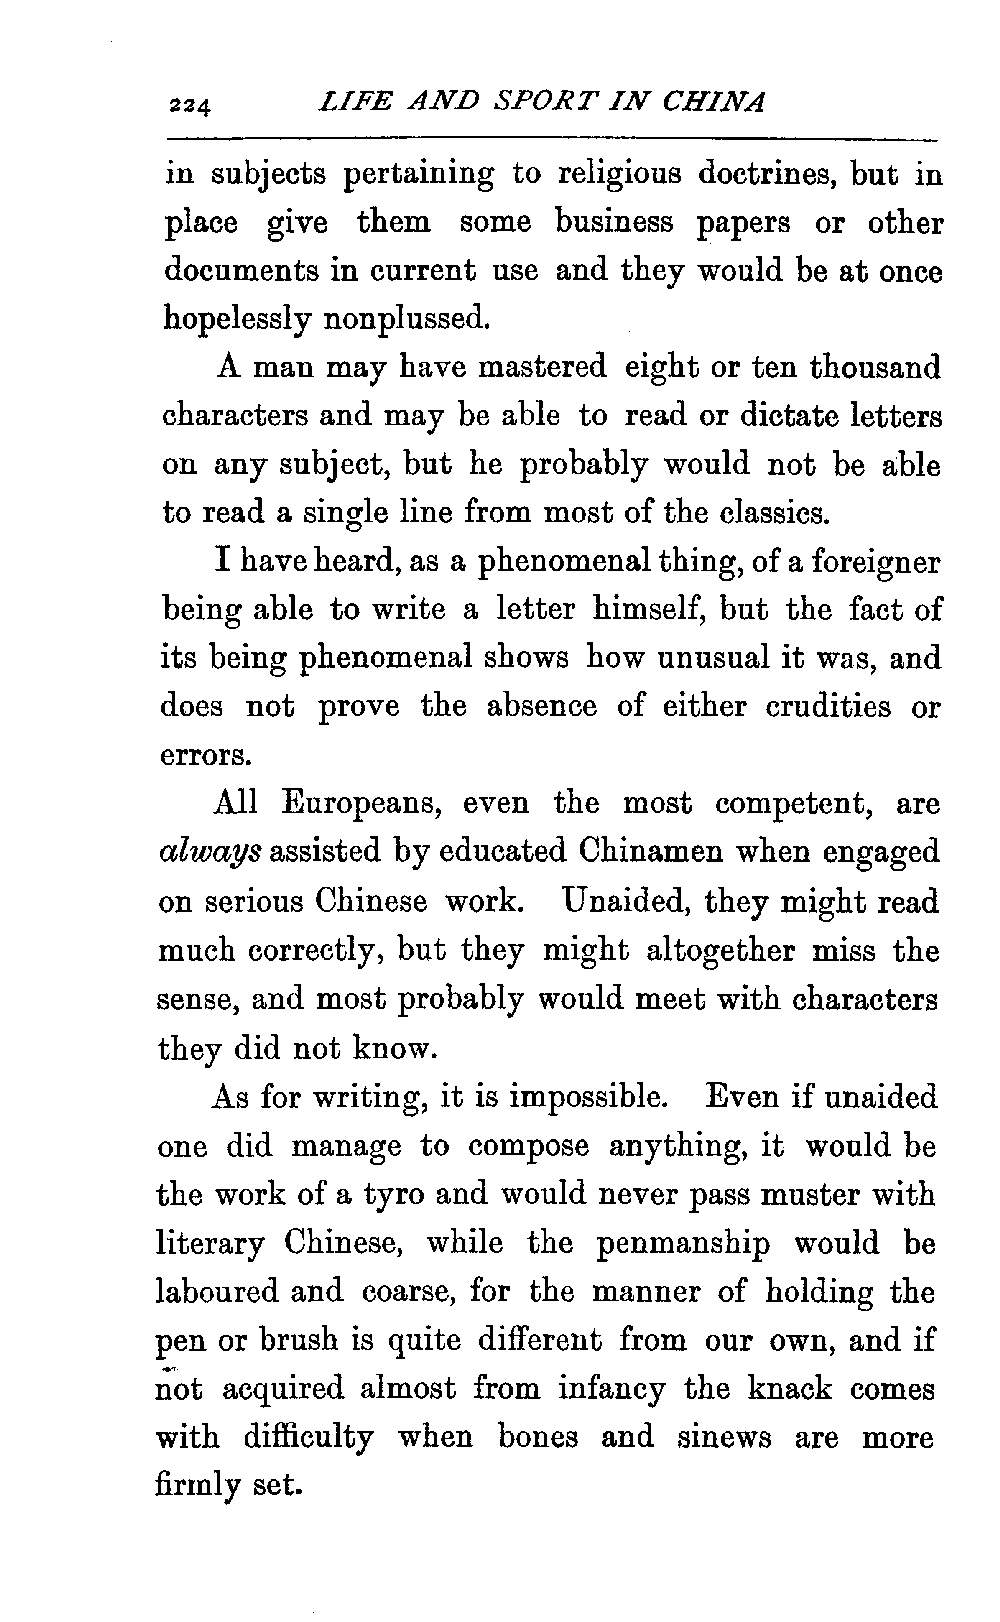 224 LIFE AND SPORT IN CHINA
in subjects pertaining to religious doctrines, but in
place give them some business papers or other
documents in current use and they would be at once
hopelessly nonplussed.
A man may have mastered eight or ten thousand
characters and may be able to read or dictate letters
on any subject, but he probably would not be able
to read a single line from most of the classics.
I have heard, as a phenomenal thing, of a foreigner
being able to write a letter himself, but the fact of
its being phenomenal shows how unusual it was, and
does not prove the absence of either crudities or
errors.
All Europeans, even the most competent, are
always assisted by educated Chinamen when engaged
on serious Chinese work. Unaided, they might read
much correctly, but they might altogether miss the
sense, and most probably would meet with characters
they did not know.
As for writing, it is impossible. Even if unaided
one did manage to compose anything, it would be
the work of a tyro and would never pass muster with
literary Chinese, while the penmanship would be
laboured and coarse, for the manner of holding the
pen or brush is quite different from our own, and if
not acquired almost from infancy the knack comes
with difficulty when bones and sinews are more
firmly set.